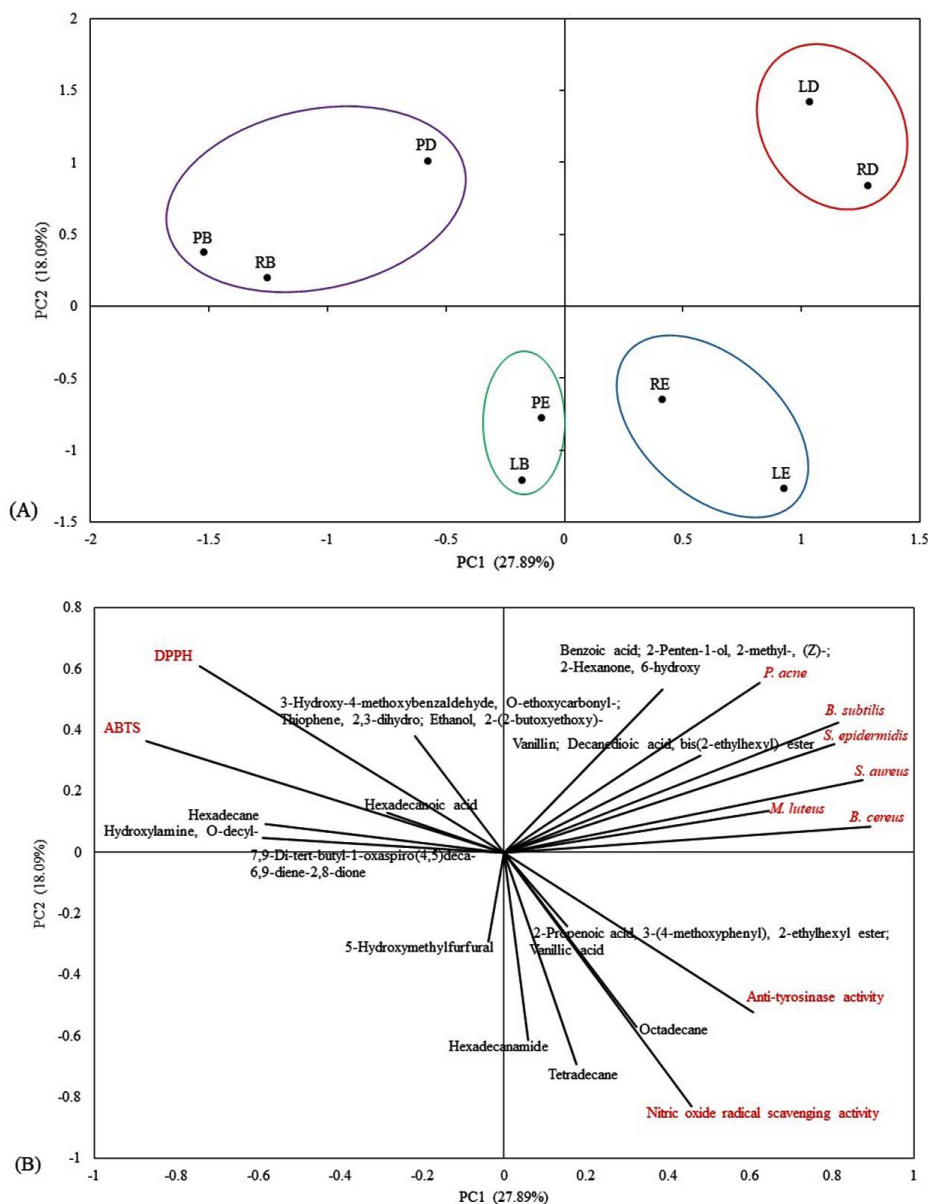 2
1.5
1
0.5
0
-0.5
-1
-1.5
PC2 (18.09%)
LD
RD
PD
PB
RB
PE
LB
RE
LE
(A)
-2
-1.5
-1
-0.5
0
0.5
1
1.5
PC1 (27.89%)
0.8
0.6
0.4
0.2
0
-0.2
-0.4
-0.6
-0.8
-1
PC2 (18.09%)
DPPH
ABTS
3-Hydroxy-4-methoxybenzaldehyde, O-ethoxycarbonyl-;
Thiophene, 2,3-dihydro; Ethanol, 2-(2-butoxyethoxy)-
Benzoic acid; 2-Penten-1-ol, 2-methyl-, (Z)-;
2-Hexanone, 6-hydroxy
P. acne
B. subtilis
Vanillin; Decanedioic acid, bis(2-ethylhexyl) ester
S. epidermidis
S. aureus
Hexadecanoic acid
Hexadecane
M. luteus
B. cereus
Hydroxylamine, O-decyl-
7,9-Di-tert-butyl-1-oxaspiro(4,5)deca-
6,9-diene-2,8-dione
5-Hydroxymethylfurfural
2-Propenoic acid, 3-(4-methoxyphenyl), 2-ethylhexyl ester;
Vanillic acid
Anti-tyrosinase activity
Octadecane
Hexadecanamide
Tetradecane
Nitric oxide radical scavenging activity
(B)
-1
-0.8
-0.6
-0.4
-0.2
0
0.2
0.4
0.6
0.8
1
PC1 (27.89%)